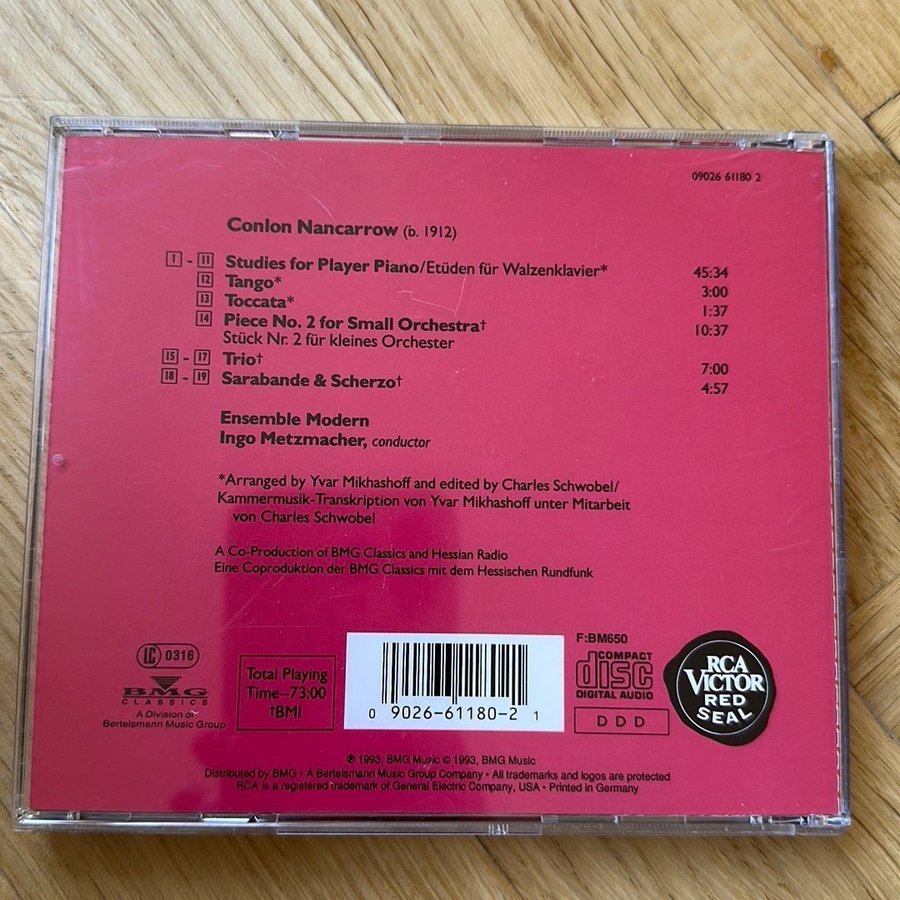 09026 61180 2
Conlon Nancarrow (b. 1912)
1 - 11 Studies for Player Piano/Etüden für Walzenklavier* 45:34
12 Tango* 3:00
13 Toccata* 1:37
14 Piece No. 2 for Small Orchestra† 10:37
Stück Nr. 2 für kleines Orchester
15 - 17 Trio† 7:00
18 - 19 Sarabande & Scherzo† 4:57
Ensemble Modern
Ingo Metzmacher, conductor
*Arranged by Yvar Mikhashoff and edited by Charles Schwobel/
Kammermusik-Transkription von Yvar Mikhashoff unter Mitarbeit
von Charles Schwobel
A Co-Production of BMG Classics and Hessian Radio
Eine Coproduktion der BMG Classics mit dem Hessischen Rundfunk
LC 0316
BMG
CLASSICS
A Division of
Bertelsmann Music Group
Total Playing
Time–73:00
†BMI
0 9026-61180-2 1
F:BM650
COMPACT
disc
DIGITAL AUDIO
D D D
RCA
VICTOR
RED
SEAL
℗ 1993, BMG Music © 1993, BMG Music
Distributed by BMG • A Bertelsmann Music Group Company • All trademarks and logos are protected
RCA is a registered trademark of General Electric Company, USA • Printed in Germany